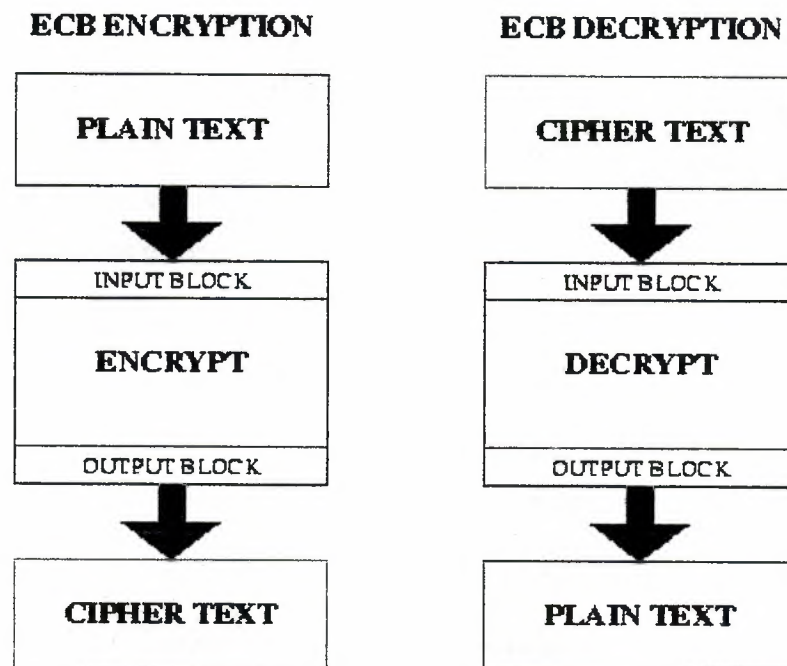 ECB ENCRYPTION
PLAIN TEXT
INPUT BLOCK
ENCRYPT
OUTPUT BLOCK
CIPHER TEXT
ECB DECRYPTION
CIPHER TEXT
INPUT BLOCK
DECRYPT
OUTPUT BLOCK
PLAIN TEXT